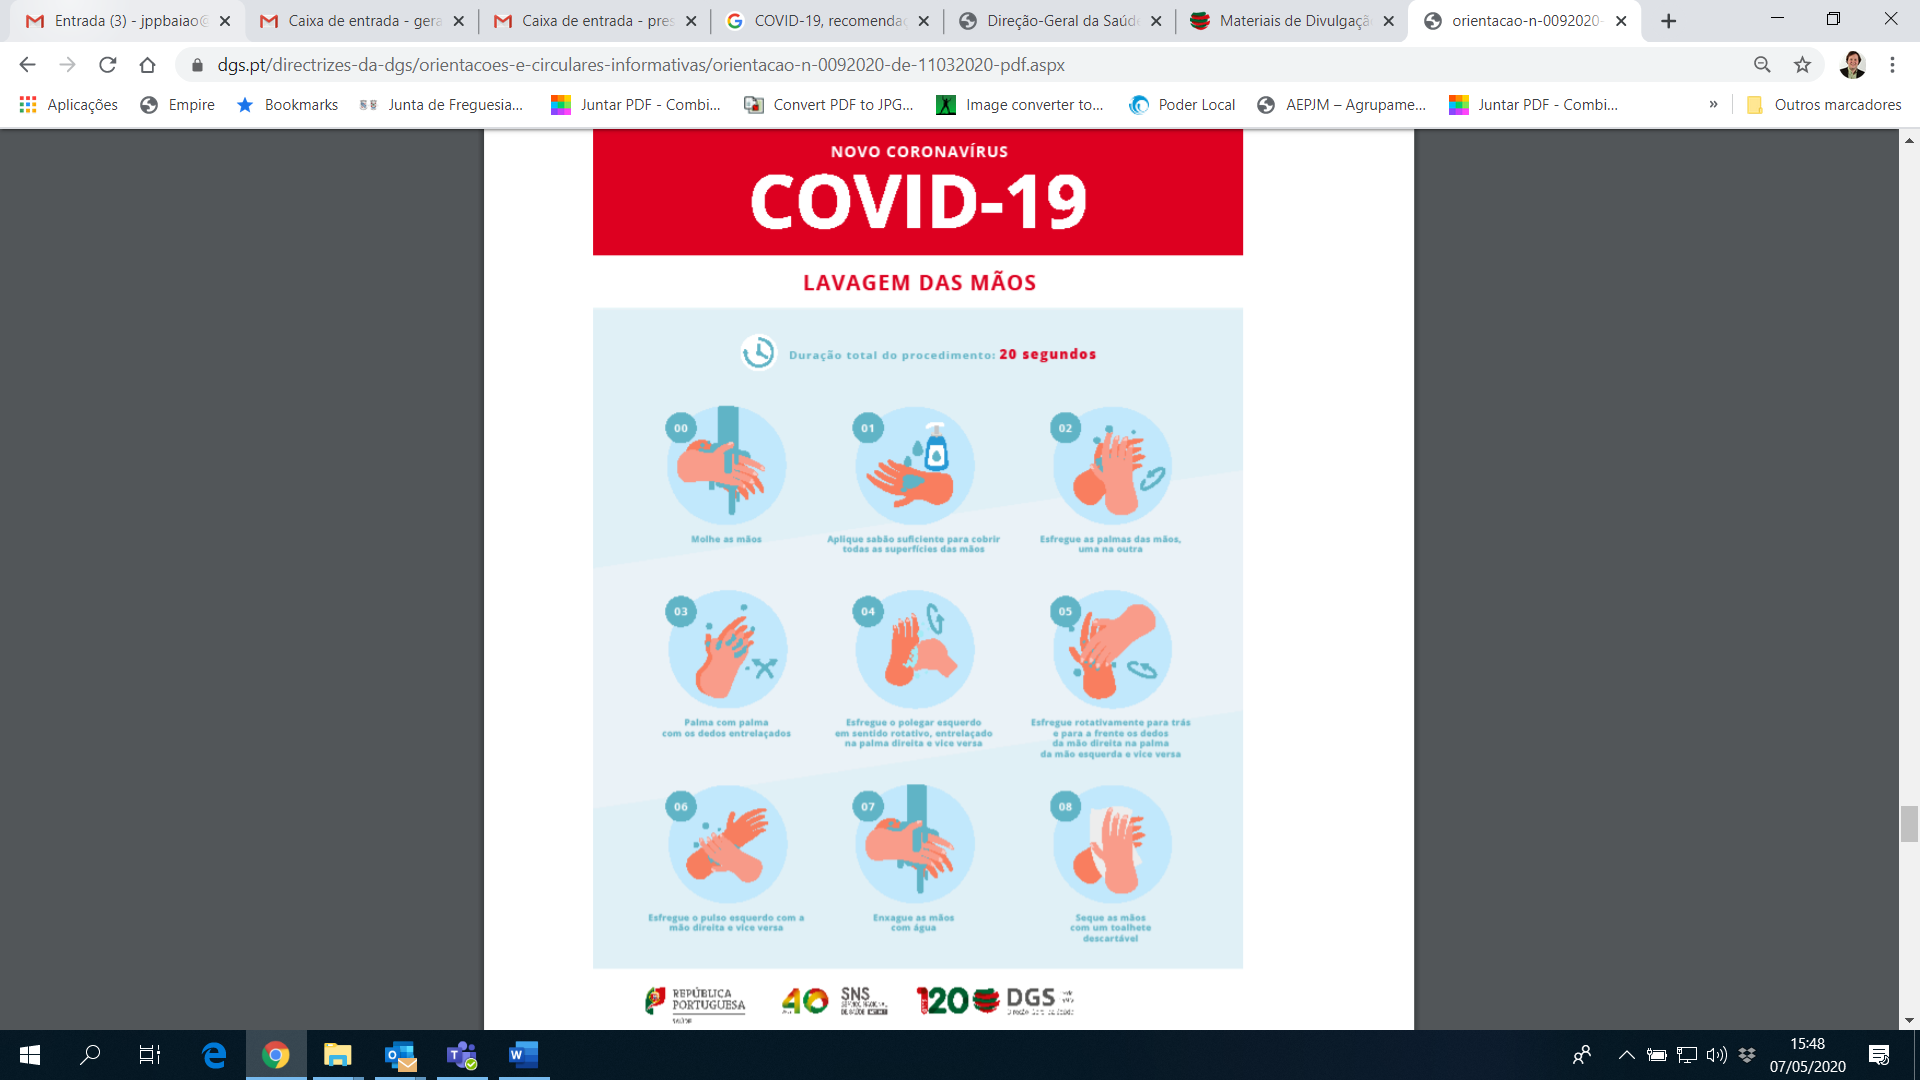 Entrada (3) - jppbaiao@
Caixa de entrada - gera
Caixa de entrada - pres
COVID-19, recomendaç
Direção-Geral da Saúde
Materiais de Divulgação
orientacao-n-0092020-
dgs.pt/directrizes-da-dgs/orientacoes-e-circulares-informativas/orientacao-n-0092020-de-11032020-pdf.aspx
Aplicações
Empire
Bookmarks
Junta de Freguesia...
Juntar PDF - Combi...
Convert PDF to JPG...
Image converter to...
Poder Local
AEPJM – Agrupame...
Juntar PDF - Combi...
»
Outros marcadores
NOVO CORONAVÍRUS
COVID-19
LAVAGEM DAS MÃOS
Duração total do procedimento: 20 segundos
00
Molhe as mãos
01
Aplique sabão suficiente para cobrir
todas as superfícies das mãos
02
Esfregue as palmas das mãos,
uma na outra
03
Palma com palma
com os dedos entrelaçados
04
Esfregue o polegar esquerdo
em sentido rotativo, entrelaçado
na palma direita e vice versa
05
Esfregue rotativamente para trás
e para a frente os dedos
da mão direita na palma
da mão esquerda e vice versa
06
Esfregue o pulso esquerdo com a
mão direita e vice versa
07
Enxague as mãos
com água
08
Seque as mãos
com um toalhete
descartável
REPÚBLICA
PORTUGUESA
SAÚDE
40
SNS
SERVIÇO NACIONAL
DE SAÚDE
120
DGS
15:48
07/05/2020